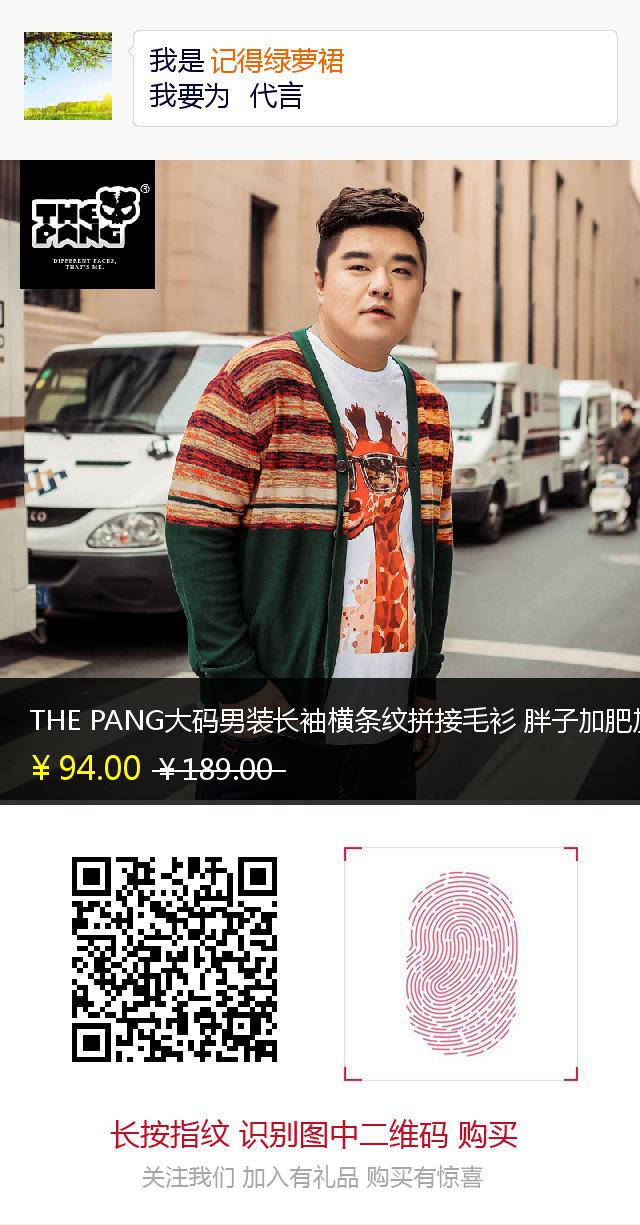 我是 记得绿萝裙
我要为 代言
THE
PANG
DIFFERENT FACES,
THAT'S ME.
THE PANG大码男装长袖横条纹拼接毛衫 胖子加肥
¥ 94.00 ¥ 189.00
长按指纹 识别图中二维码 购买
关注我们 加入有礼品 购买有惊喜